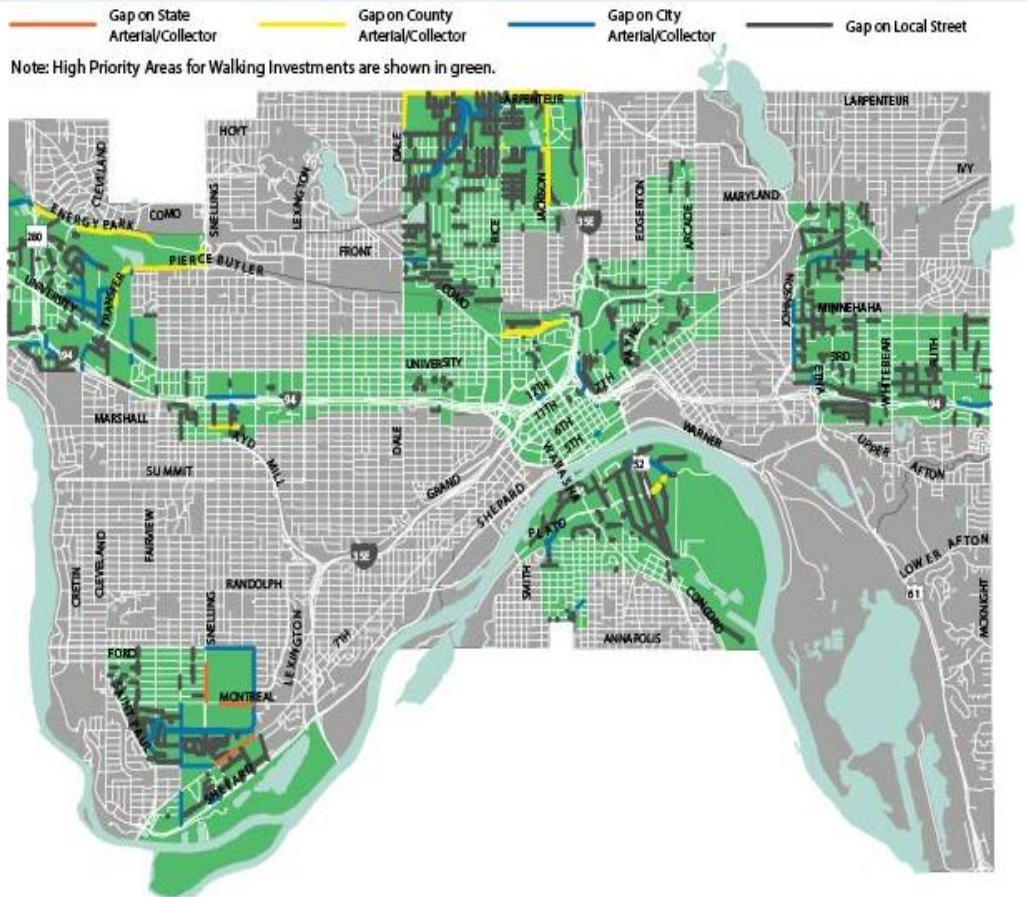 Gap on State
Arterial/Collector
Gap on County
Arterial/Collector
Gap on City
Arterial/Collector
Gap on Local Street
Note: High Priority Areas for Walking Investments are shown in green.
LARPENTEUR
LARPENTEUR
HOYT
DALE
CLEVELAND
SNELLING
LEXINGTON
IVY
JACKSON
MARYLAND
EDGERTON
ARCADE
RICE
ENERGY PARK
COMO
35E
280
FRONT
PIERCE BUTLER
UNIVERSITY
TRANSFER
COMO
JOHNSON
MINNEHAHA
PAYNE
94
UNIVERSITY
3RD
RUTH
WHITEBEAR
ETNA
12TH
11TH
7TH
94
94
MARSHALL
AYD
MILL
DALE
6TH
5TH
WARNER
UPPER
AFTON
SUMMIT
WABASHA
52
GRAND
SHEPARD
FAIRVIEW
PLATO
LOWER AFTON
CRETIN
CLEVELAND
35E
RANDOLPH
SMITH
CONCORD
61
SNELLING
LEXINGTON
7TH
ANNAPOLIS
MCKNIGHT
FORD
SAINT PAUL
MONTREAL
SHEPARD